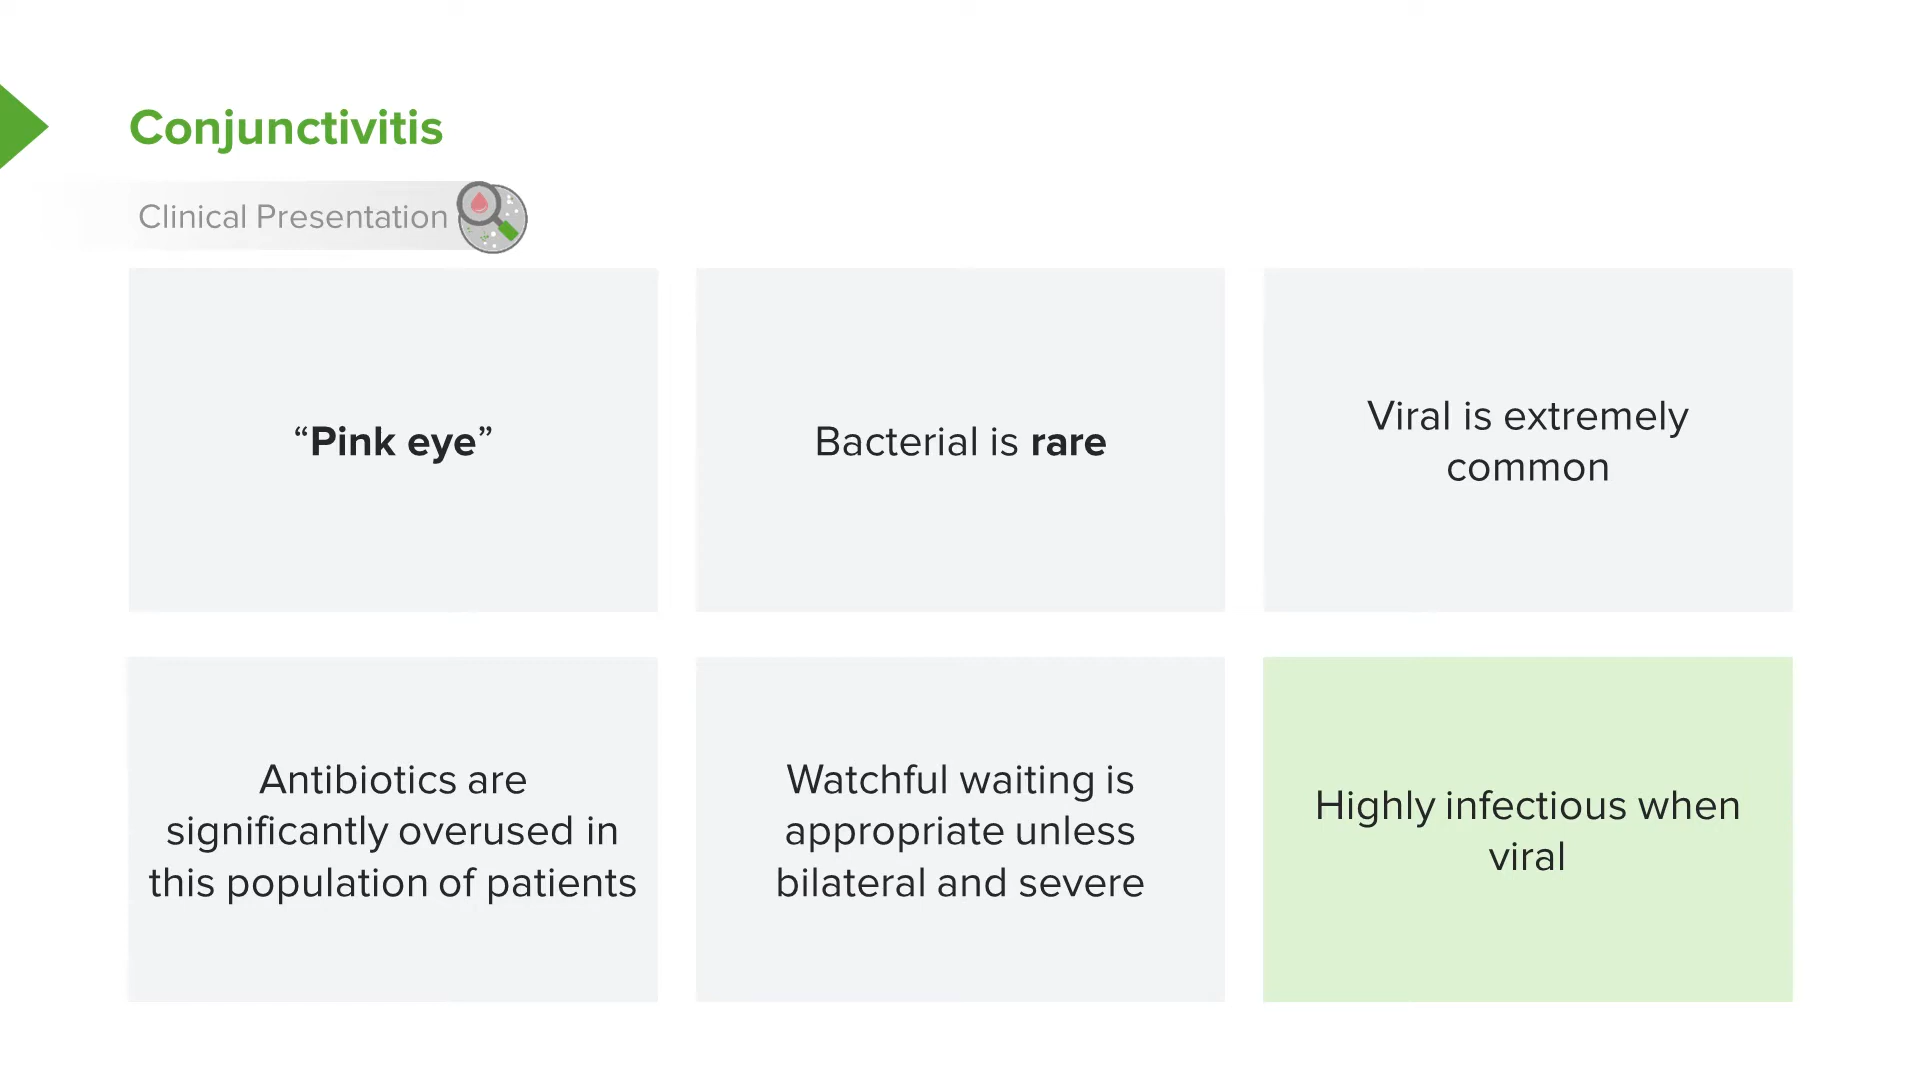 Conjunctivitis
Clinical Presentation
“Pink eye”
Bacterial is rare
Viral is extremely
common
Antibiotics are
significantly overused in
this population of patients
Watchful waiting is
appropriate unless
bilateral and severe
Highly infectious when
viral